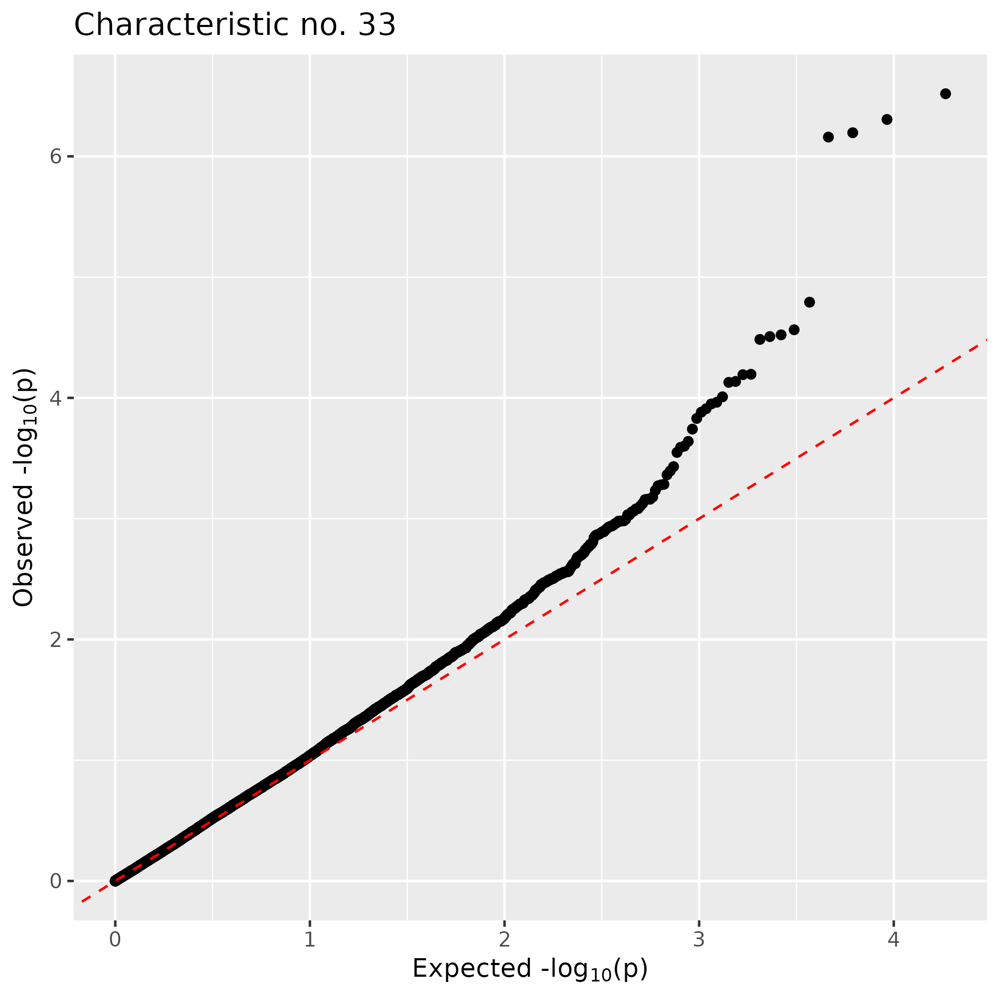 Characteristic no. 33
Observed -log₁₀(p)
6
4
2
0
0 1 2 3 4
Expected -log₁₀(p)